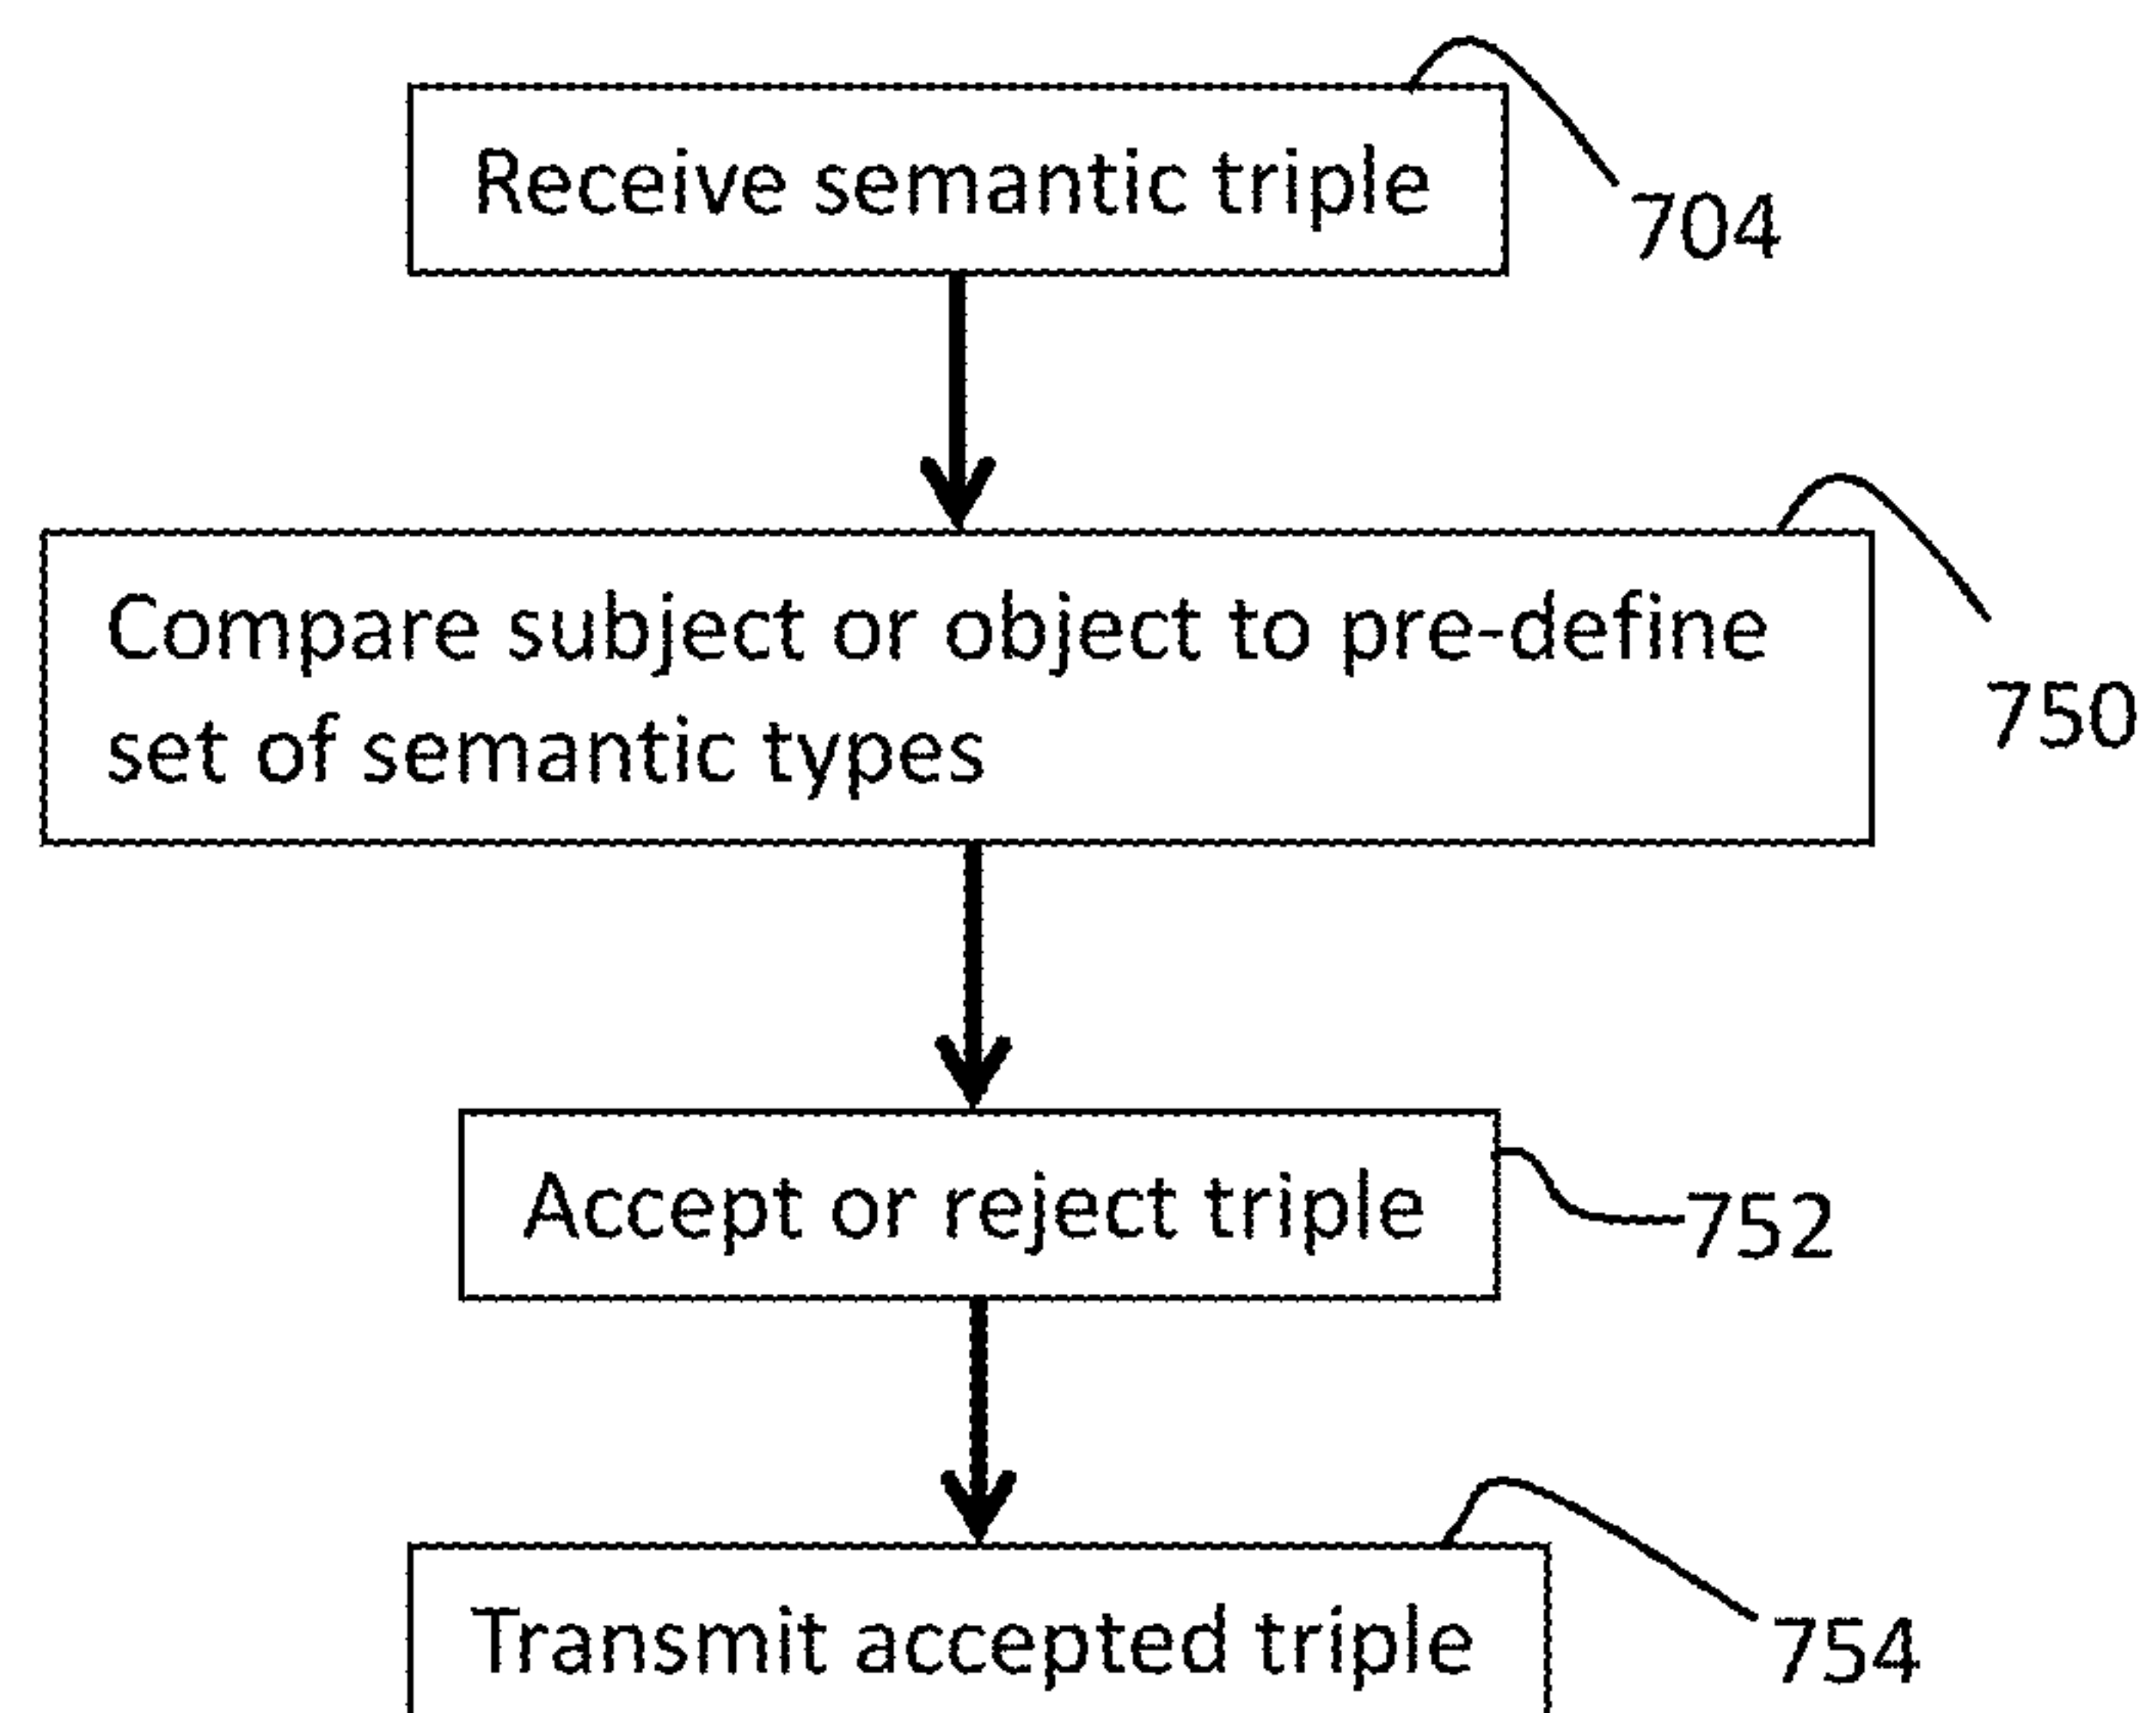 Receive semantic triple
704
Compare subject or object to pre-define
set of semantic types
750
Accept or reject triple
752
Transmit accepted triple
754